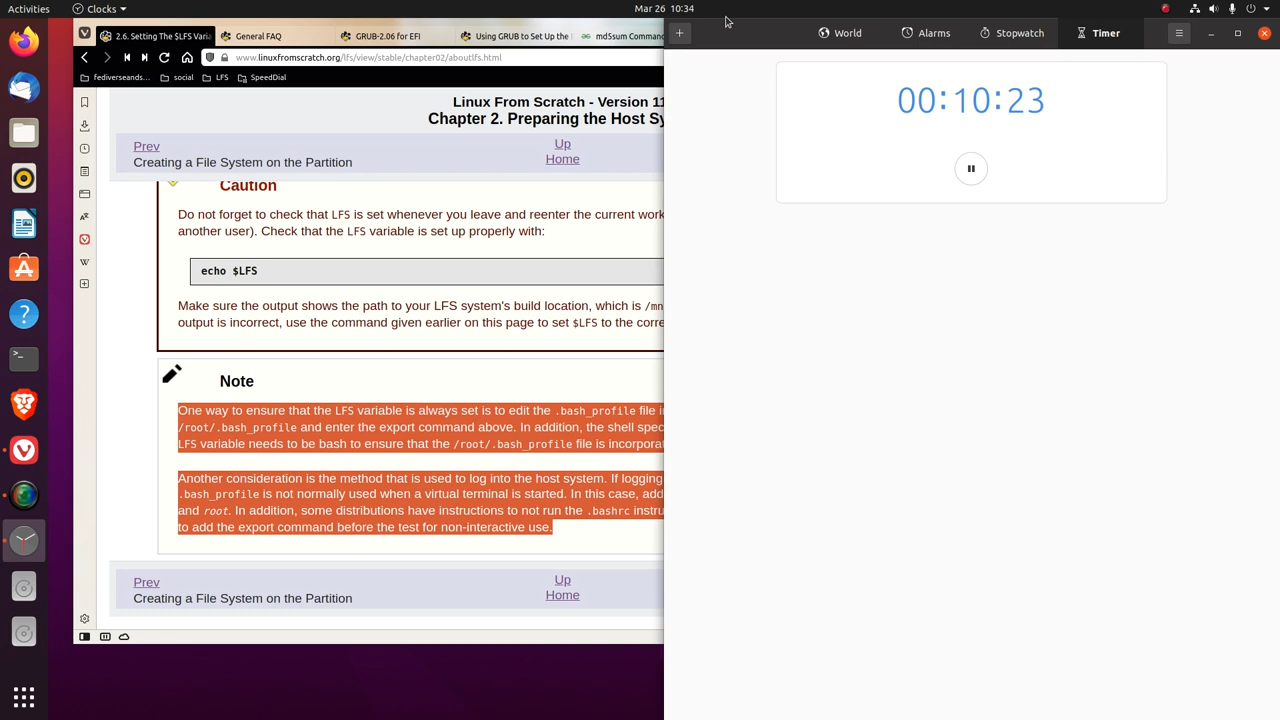 Activities
Clocks
Mar 26 10:34
2.6. Setting The $LFS Varia
General FAQ
GRUB-2.06 for EFI
Using GRUB to Set Up the
md5sum Comman
World
Alarms
Stopwatch
Timer
www.linuxfromscratch.org/lfs/view/stable/chapter02/aboutlfs.html
fediverseands...
social
LFS
SpeedDial
Linux From Scratch - Version 11
Chapter 2. Preparing the Host Sy
Prev
Up
Creating a File System on the Partition
Home
00:10:23
Caution
Do not forget to check that LFS is set whenever you leave and reenter the current work
another user). Check that the LFS variable is set up properly with:
echo $LFS
Make sure the output shows the path to your LFS system's build location, which is /mn
output is incorrect, use the command given earlier on this page to set $LFS to the corre
Note
One way to ensure that the LFS variable is always set is to edit the .bash_profile file i
/root/.bash_profile and enter the export command above. In addition, the shell spec
LFS variable needs to be bash to ensure that the /root/.bash_profile file is incorporat
Another consideration is the method that is used to log into the host system. If logging
.bash_profile is not normally used when a virtual terminal is started. In this case, add
and root. In addition, some distributions have instructions to not run the .bashrc instru
to add the export command before the test for non-interactive use.
Prev
Up
Creating a File System on the Partition
Home